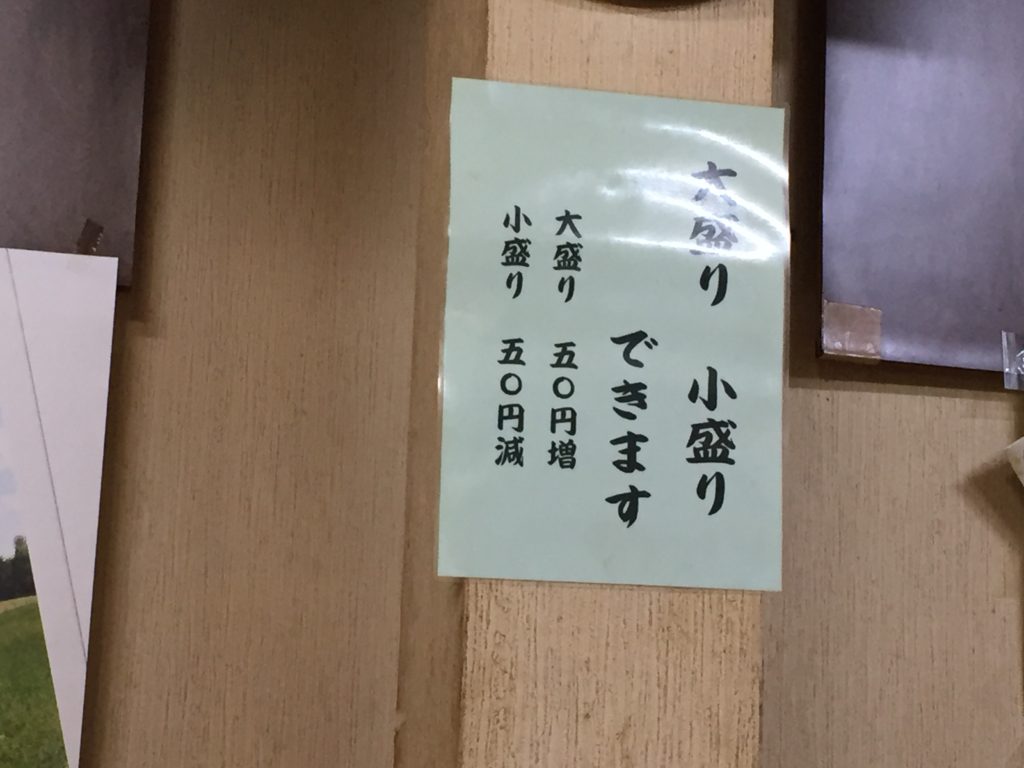 大盛り 小盛り
できます
大盛り 五〇円増
小盛り 五〇円減